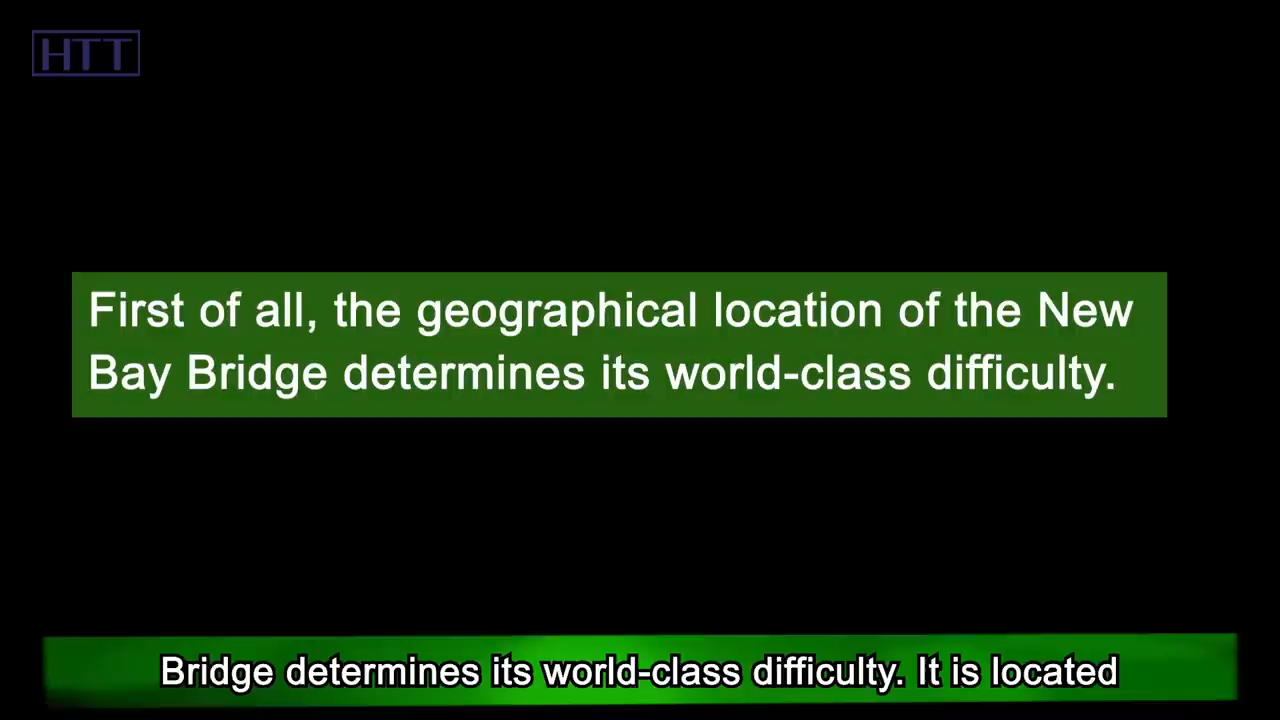 HTT
First of all, the geographical location of the New
Bay Bridge determines its world-class difficulty.
Bridge determines its world-class difficulty. It is located